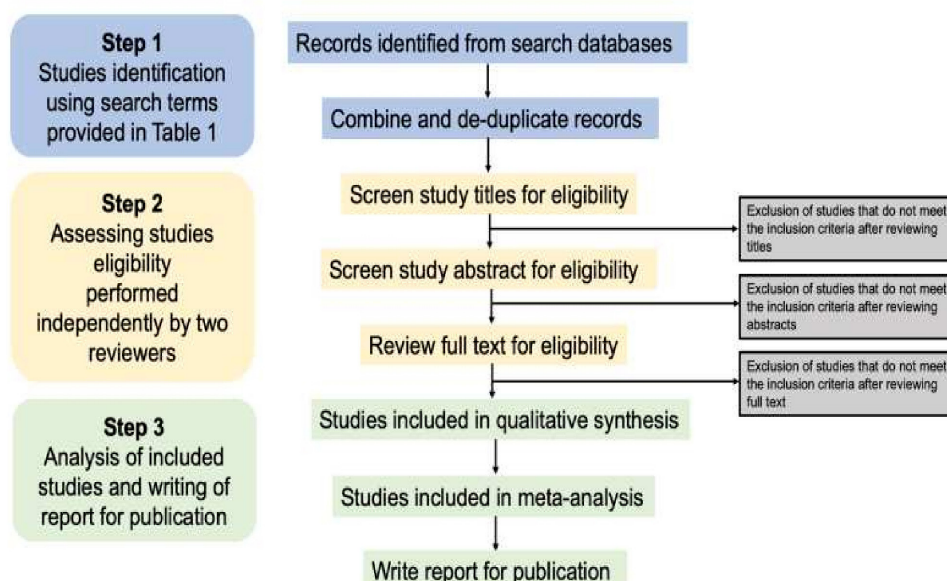 Step 1
Studies identification
using search terms
provided in Table 1
Records identified from search databases
Combine and de-duplicate records
Step 2
Assessing studies
eligibility
performed
independently by two
reviewers
Screen study titles for eligibility
Exclusion of studies that do not meet
the inclusion criteria after reviewing
titles
Screen study abstract for eligibility
Exclusion of studies that do not meet
the inclusion criteria after reviewing
abstracts
Review full text for eligibility
Exclusion of studies that do not meet
the inclusion criteria after reviewing
full text
Step 3
Analysis of included
studies and writing of
report for publication
Studies included in qualitative synthesis
Studies included in meta-analysis
Write report for publication